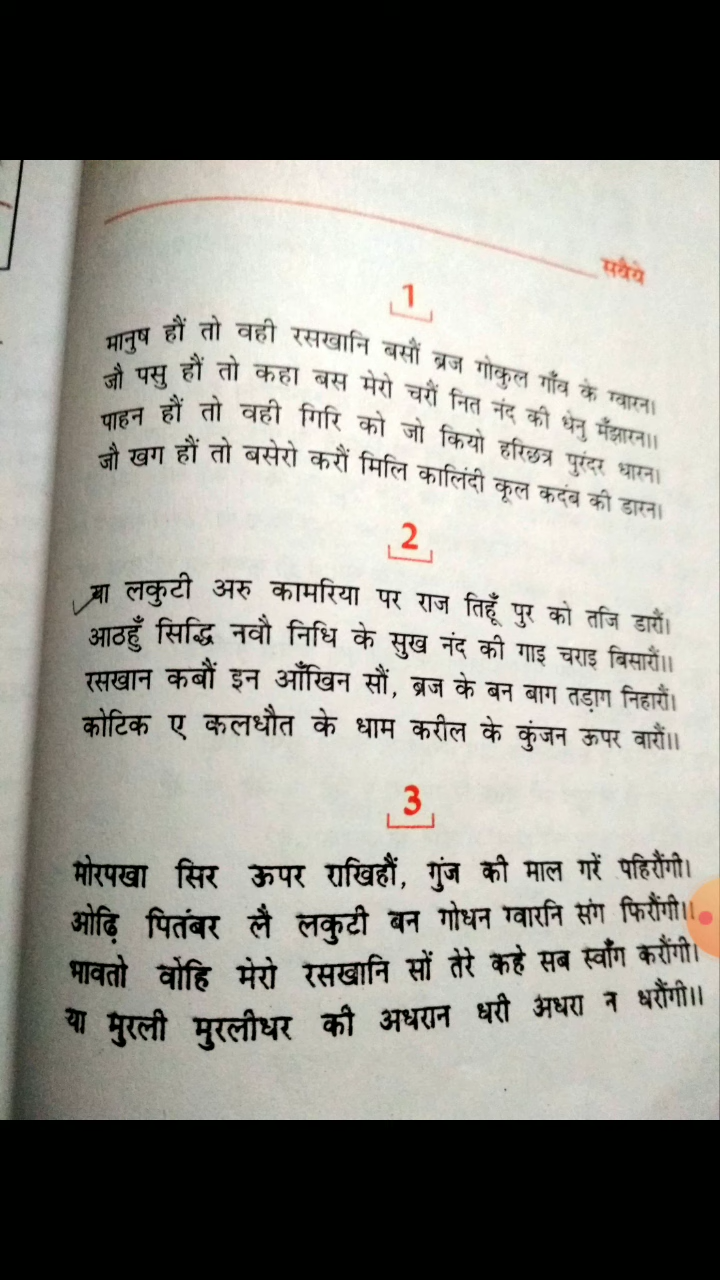 सवैये
1
मानुष हौं तो वही रसखानि बसौं ब्रज गोकुल गाँव के ग्वारन।
जौ पसु हौं तो कहा बस मेरो चरौं नित नंद की धेनु मँझारन।।
पाहन हौं तो वही गिरि को जो कियो हरिछत्र पुरंदर धारन।
जौ खग हौं तो बसेरो करौं मिलि कालिंदी कूल कदंब की डारन।
2
या लकुटी अरु कामरिया पर राज तिहूँ पुर को तजि डारौं।
आठहुँ सिद्धि नवौ निधि के सुख नंद की गाइ चराइ बिसारौं।।
रसखान कबौं इन आँखिन सौं, ब्रज के बन बाग तड़ाग निहारौं।
कोटिक ए कलधौत के धाम करील के कुंजन ऊपर वारौं।।
3
मोरपखा सिर ऊपर राखिहौं, गुंज की माल गरें पहिरौंगी।
ओढ़ि पितंबर लै लकुटी बन गोधन ग्वारनि संग फिरौंगी।।
भावतो वोहि मेरो रसखानि सों तेरे कहे सब स्वाँग करौंगी।
या मुरली मुरलीधर की अधरान धरी अधरा न धरौंगी।।